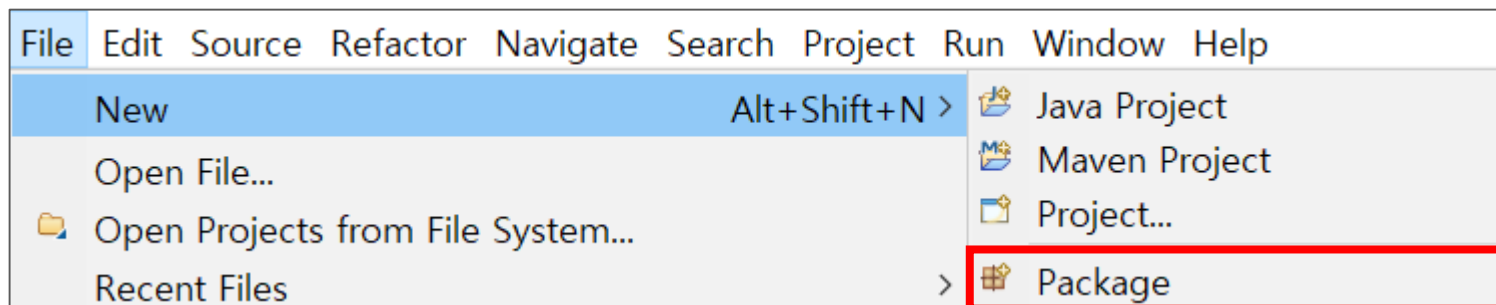 File Edit Source Refactor Navigate Search Project Run Window Help
New Alt+Shift+N >
Open File...
Open Projects from File System...
Recent Files >
Java Project
Maven Project
Project...
Package